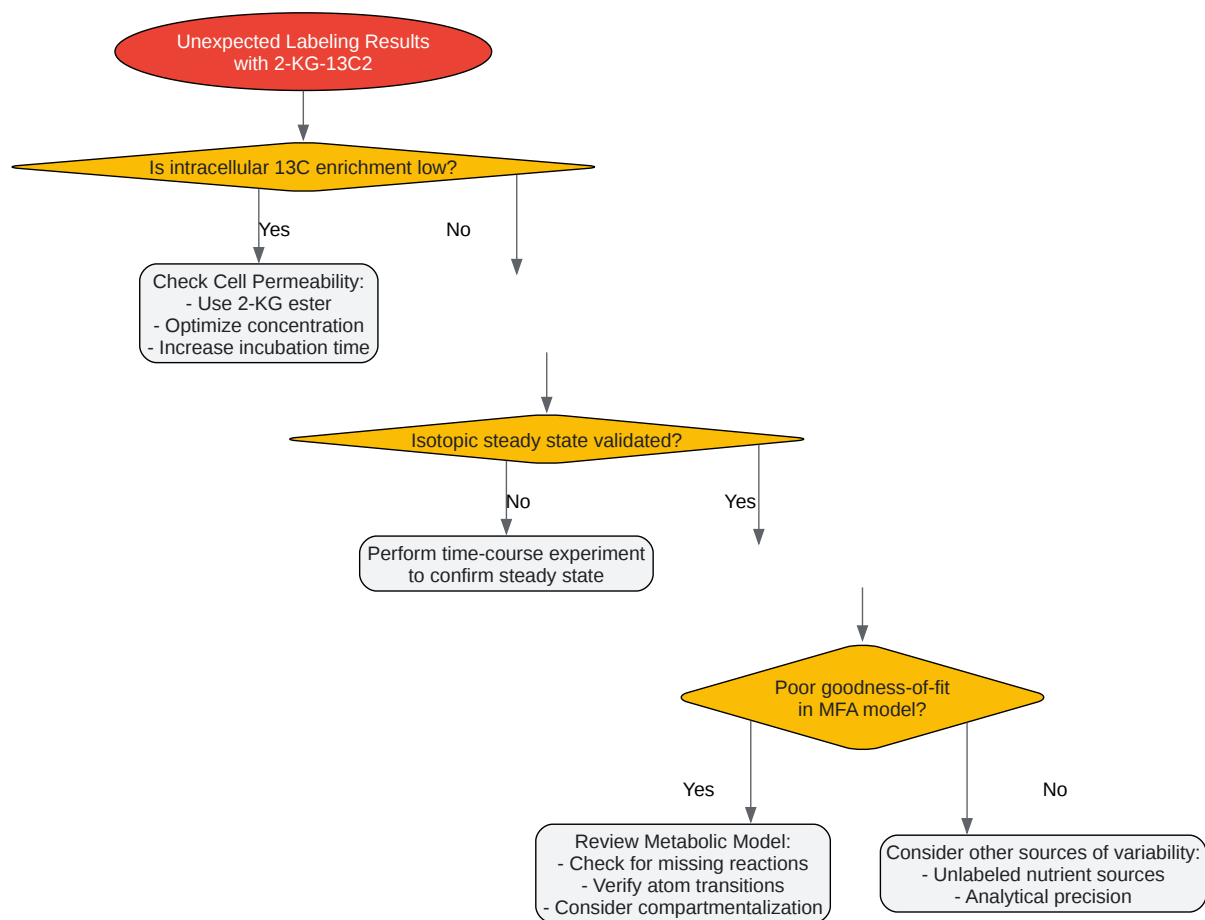 Unexpected Labeling Results
with 2-KG-13C2
Is intracellular 13C enrichment low?
Yes
No
Check Cell Permeability:
- Use 2-KG ester
- Optimize concentration
- Increase incubation time
Isotopic steady state validated?
No
Yes
Perform time-course experiment
to confirm steady state
Poor goodness-of-fit
in MFA model?
Yes
No
Review Metabolic Model:
- Check for missing reactions
- Verify atom transitions
- Consider compartmentalization
Consider other sources of variability:
- Unlabeled nutrient sources
- Analytical precision